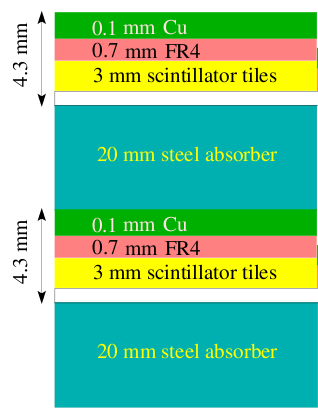 0.1 mm Cu
0.7 mm FR4
3 mm scintillator tiles
4.3 mm
20 mm steel absorber
0.1 mm Cu
0.7 mm FR4
3 mm scintillator tiles
4.3 mm
20 mm steel absorber